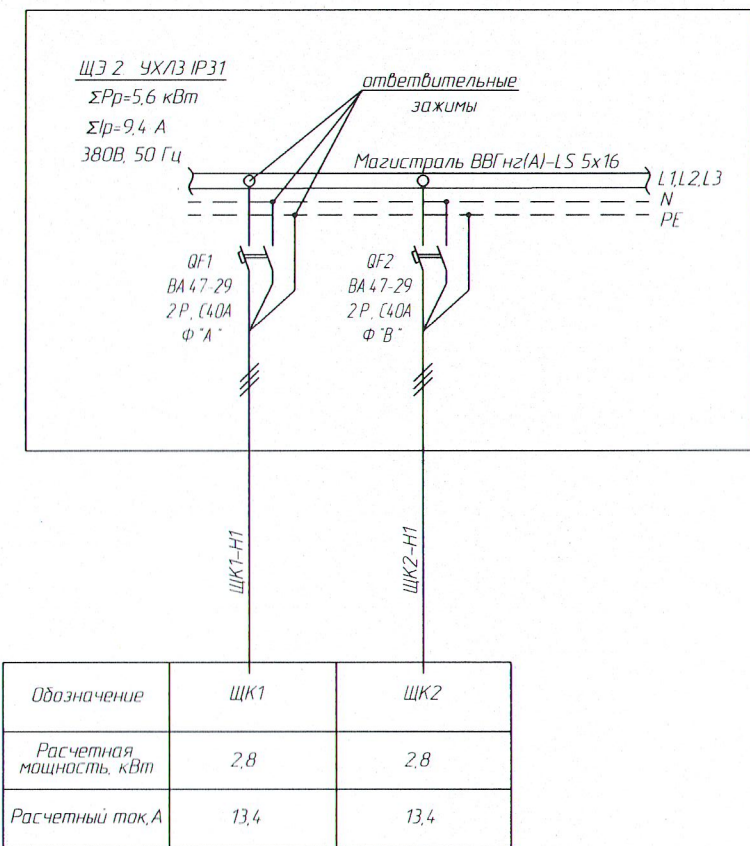 ЩЭ 2 УХЛ3 IP31
ΣРр=5,6 кВт
ΣIр=9,4 А
380В, 50 Гц
ответвительные
зажимы
Магистраль ВВГнг(А)-LS 5х16
L1,L2,L3
N
PE
QF1
ВА 47-29
2Р, С40А
Ф "А"
QF2
ВА 47-29
2Р, С40А
Ф "В"
ЩК1-Н1
ЩК2-Н1
Обозначение
ЩК1
ЩК2
Расчетная
мощность, кВт
2,8
2,8
Расчетный ток,А
13,4
13,4